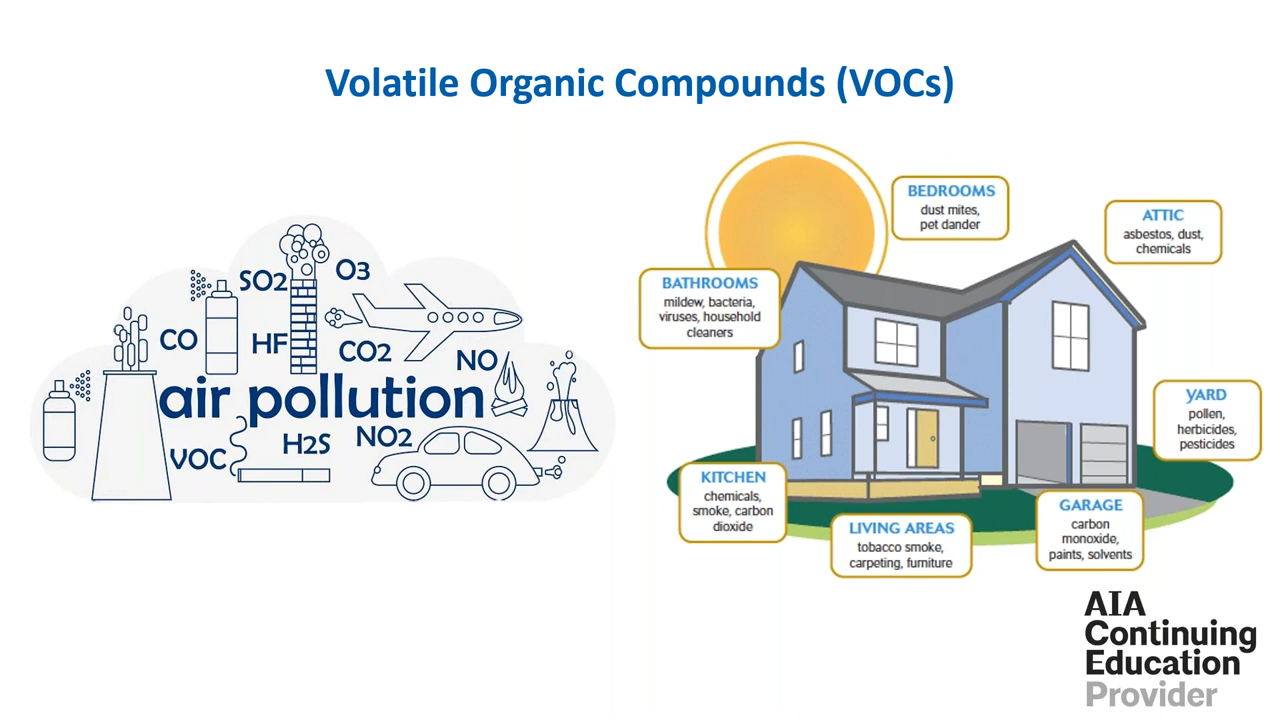 Volatile Organic Compounds (VOCs)
SO2
O3
CO
HF
CO2
NO
air pollution
VOC
H2S
NO2
BEDROOMS
dust mites,
pet dander
ATTIC
asbestos, dust,
chemicals
BATHROOMS
mildew, bacteria,
viruses, household
cleaners
YARD
pollen,
herbicides,
pesticides
KITCHEN
chemicals,
smoke, carbon
dioxide
LIVING AREAS
tobacco smoke,
carpeting, furniture
GARAGE
carbon
monoxide,
paints, solvents
AIA
Continuing
Education
Provider